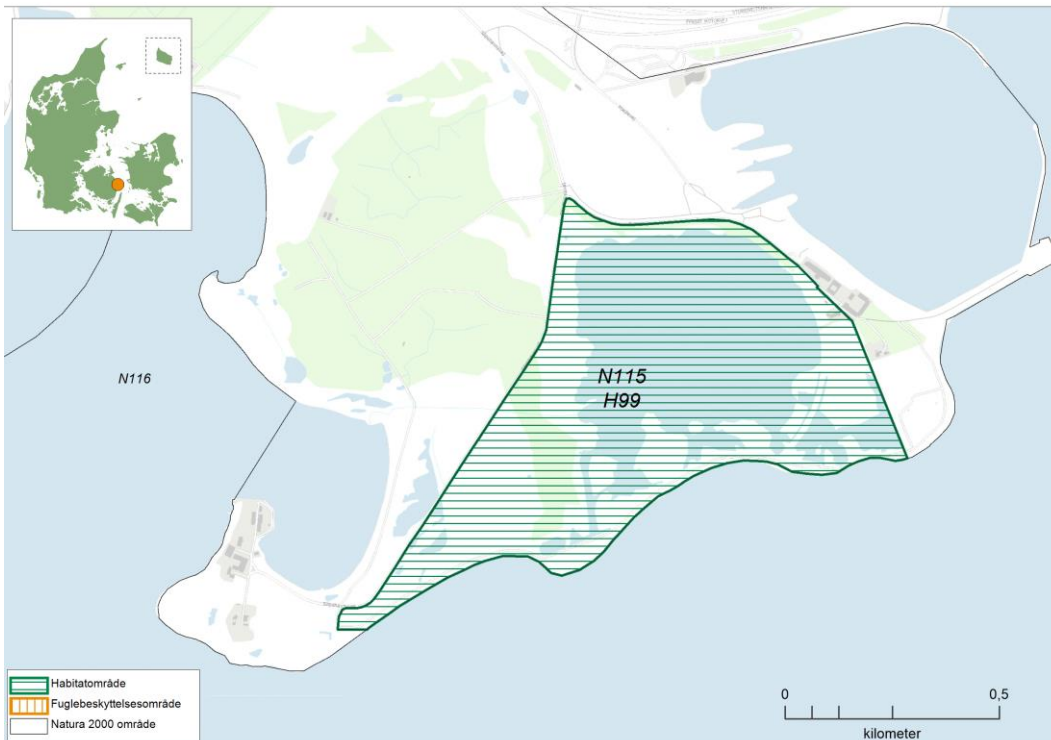 N116
N115
H99
Habitatområde
Fuglebeskyttelsesområde
Natura 2000 område
0
0,5
kilometer